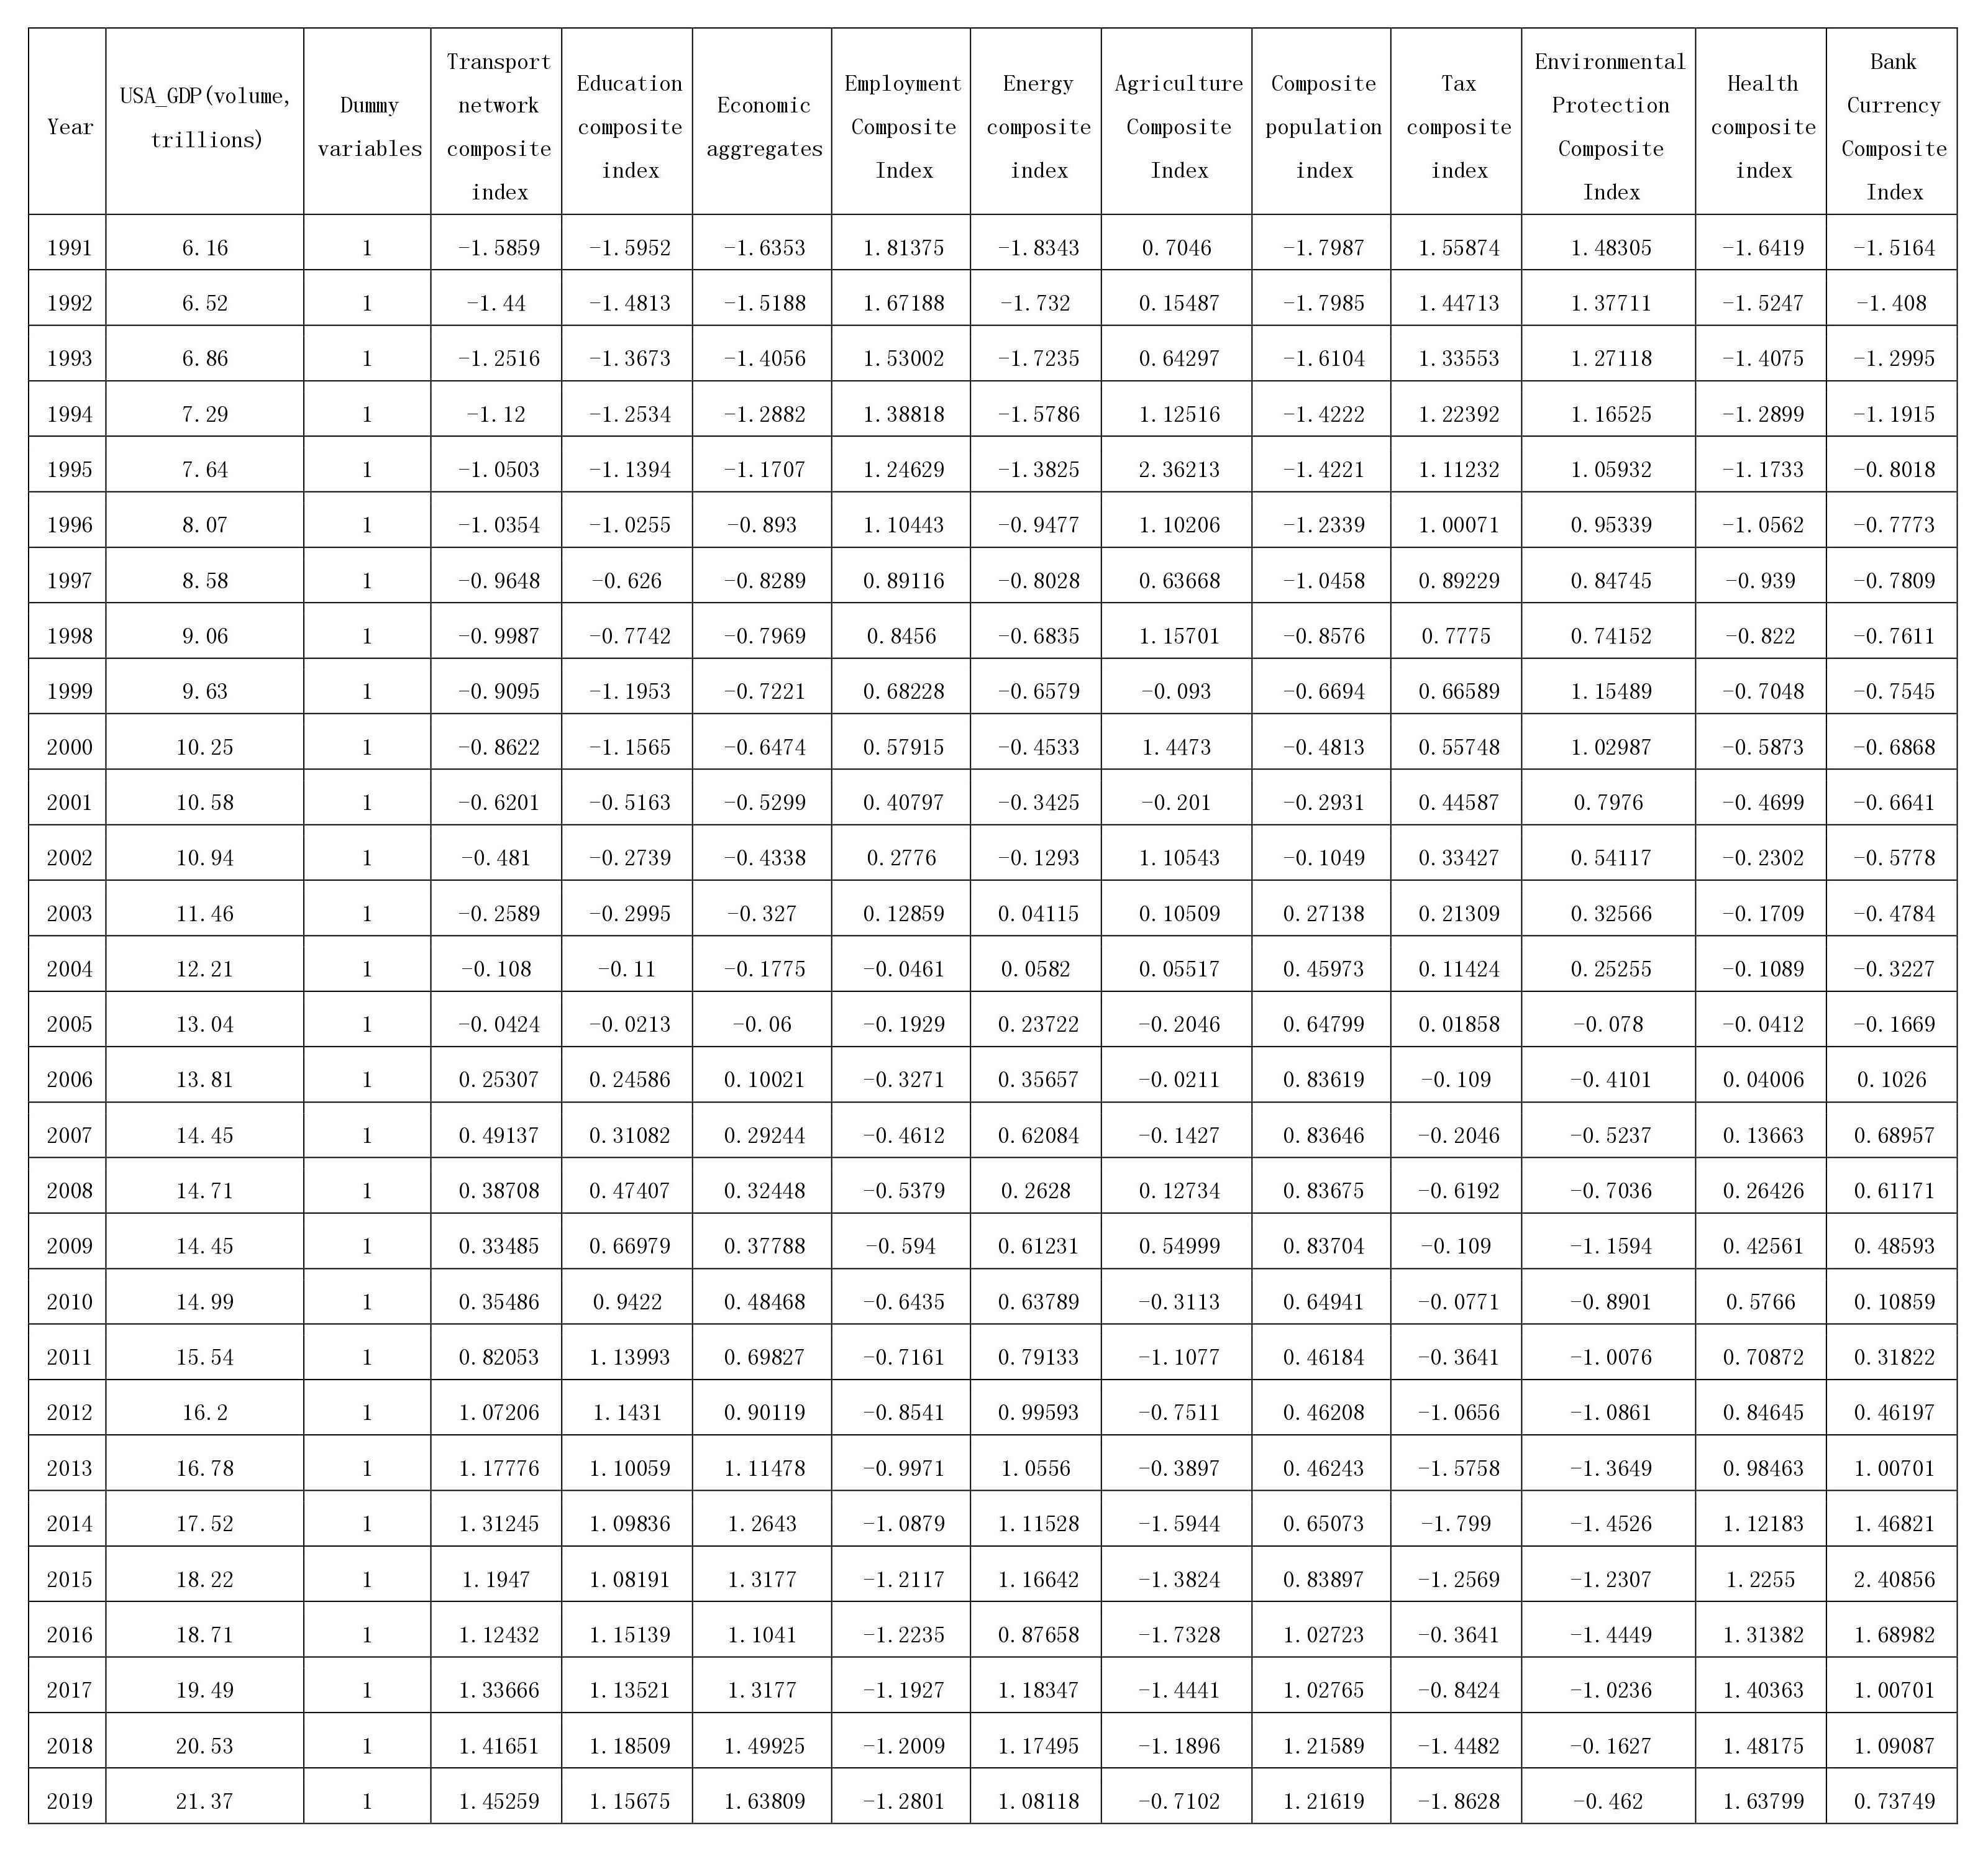 Year USA_GDP(volume, trillions) Dummy variables Transport network composite index Education composite index Economic aggregates Employment Composite Index Energy composite index Agriculture Composite Index Composite population index Tax composite index Environmental Protection Composite Index Health composite index Bank Currency Composite Index
1991 6.16 1 -1.5859 -1.5952 -1.6353 1.81375 -1.8343 0.7046 -1.7987 1.55874 1.48305 -1.6419 -1.5164
1992 6.52 1 -1.44 -1.4813 -1.5188 1.67188 -1.732 0.15487 -1.7985 1.44713 1.37711 -1.5247 -1.408
1993 6.86 1 -1.2516 -1.3673 -1.4056 1.53002 -1.7235 0.64297 -1.6104 1.33553 1.27118 -1.4075 -1.2995
1994 7.29 1 -1.12 -1.2534 -1.2882 1.38818 -1.5786 1.12516 -1.4222 1.22392 1.16525 -1.2899 -1.1915
1995 7.64 1 -1.0503 -1.1394 -1.1707 1.24629 -1.3825 2.36213 -1.4221 1.11232 1.05932 -1.1733 -0.8018
1996 8.07 1 -1.0354 -1.0255 -0.893 1.10443 -0.9477 1.10206 -1.2339 1.00071 0.95339 -1.0562 -0.7773
1997 8.58 1 -0.9648 -0.626 -0.8289 0.89116 -0.8028 0.63668 -1.0458 0.89229 0.84745 -0.939 -0.7809
1998 9.06 1 -0.9987 -0.7742 -0.7969 0.8456 -0.6835 1.15701 -0.8576 0.7775 0.74152 -0.822 -0.7611
1999 9.63 1 -0.9095 -1.1953 -0.7221 0.68228 -0.6579 -0.093 -0.6694 0.66589 1.15489 -0.7048 -0.7545
2000 10.25 1 -0.8622 -1.1565 -0.6474 0.57915 -0.4533 1.4473 -0.4813 0.55748 1.02987 -0.5873 -0.6868
2001 10.58 1 -0.6201 -0.5163 -0.5299 0.40797 -0.3425 -0.201 -0.2931 0.44587 0.7976 -0.4699 -0.6641
2002 10.94 1 -0.481 -0.2739 -0.4338 0.2776 -0.1293 1.10543 -0.1049 0.33427 0.54117 -0.2302 -0.5778
2003 11.46 1 -0.2589 -0.2995 -0.327 0.12859 0.04115 0.10509 0.27138 0.21309 0.32566 -0.1709 -0.4784
2004 12.21 1 -0.108 -0.11 -0.1775 -0.0461 0.0582 0.05517 0.45973 0.11424 0.25255 -0.1089 -0.3227
2005 13.04 1 -0.0424 -0.0213 -0.06 -0.1929 0.23722 -0.2046 0.64799 0.01858 -0.078 -0.0412 -0.1669
2006 13.81 1 0.25307 0.24586 0.10021 -0.3271 0.35657 -0.0211 0.83619 -0.109 -0.4101 0.04006 0.1026
2007 14.45 1 0.49137 0.31082 0.29244 -0.4612 0.62084 -0.1427 0.83646 -0.2046 -0.5237 0.13663 0.68957
2008 14.71 1 0.38708 0.47407 0.32448 -0.5379 0.2628 0.12734 0.83675 -0.6192 -0.7036 0.26426 0.61171
2009 14.45 1 0.33485 0.66979 0.37788 -0.594 0.61231 0.54999 0.83704 -0.109 -1.1594 0.42561 0.48593
2010 14.99 1 0.35486 0.9422 0.48468 -0.6435 0.63789 -0.3113 0.64941 -0.0771 -0.8901 0.5766 0.10859
2011 15.54 1 0.82053 1.13993 0.69827 -0.7161 0.79133 -1.1077 0.46184 -0.3641 -1.0076 0.70872 0.31822
2012 16.2 1 1.07206 1.1431 0.90119 -0.8541 0.99593 -0.7511 0.46208 -1.0656 -1.0861 0.84645 0.46197
2013 16.78 1 1.17776 1.10059 1.11478 -0.9971 1.0556 -0.3897 0.46243 -1.5758 -1.3649 0.98463 1.00701
2014 17.52 1 1.31245 1.09836 1.2643 -1.0879 1.11528 -1.5944 0.65073 -1.799 -1.4526 1.12183 1.46821
2015 18.22 1 1.1947 1.08191 1.3177 -1.2117 1.16642 -1.3824 0.83897 -1.2569 -1.2307 1.2255 2.40856
2016 18.71 1 1.12432 1.15139 1.1041 -1.2235 0.87658 -1.7328 1.02723 -0.3641 -1.4449 1.31382 1.68982
2017 19.49 1 1.33666 1.13521 1.3177 -1.1927 1.18347 -1.4441 1.02765 -0.8424 -1.0236 1.40363 1.00701
2018 20.53 1 1.41651 1.18509 1.49925 -1.2009 1.17495 -1.1896 1.21589 -1.4482 -0.1627 1.48175 1.09087
2019 21.37 1 1.45259 1.15675 1.63809 -1.2801 1.08118 -0.7102 1.21619 -1.8628 -0.462 1.63799 0.73749